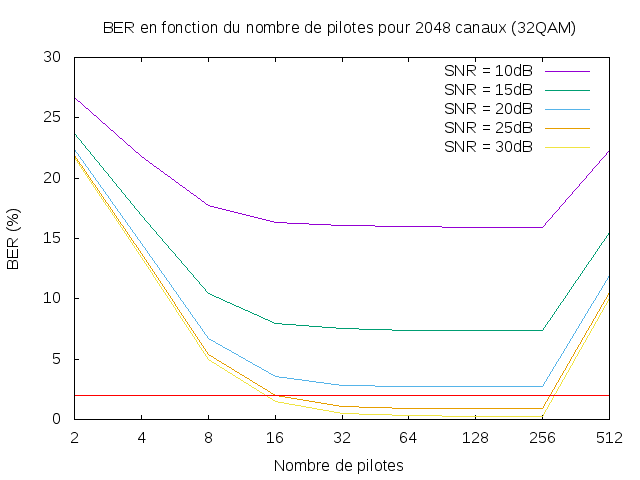 BER en fonction du nombre de pilotes pour 2048 canaux (32QAM)
30
25
20
15
10
5
0
BER (%)
SNR = 10dB
SNR = 15dB
SNR = 20dB
SNR = 25dB
SNR = 30dB
2 4 8 16 32 64 128 256 512
Nombre de pilotes